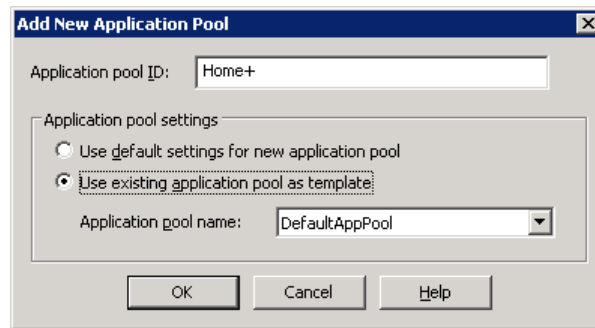 Add New Application Pool
Application pool ID: Home+
Application pool settings
Use default settings for new application pool
Use existing application pool as template
Application pool name: DefaultAppPool
OK Cancel Help